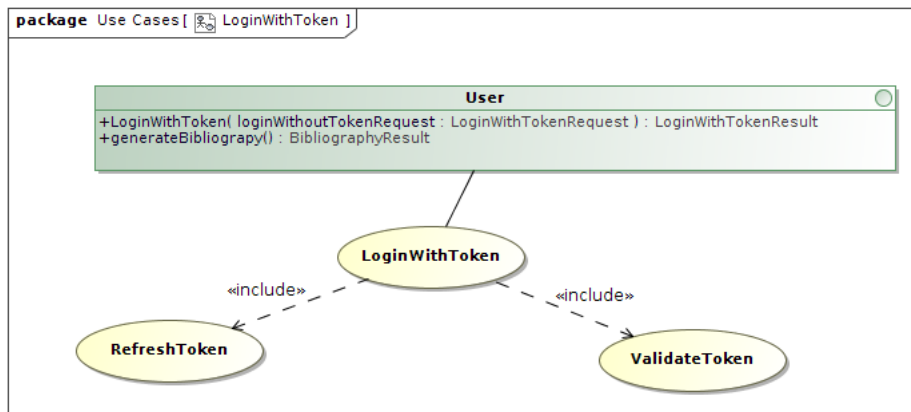 package Use Cases[ LoginWithToken ]
User
+LoginWithToken( loginWithoutTokenRequest : LoginWithTokenRequest ) : LoginWithTokenResult
+generateBibliograpy() : BibliographyResult
LoginWithToken
«include»
«include»
RefreshToken
ValidateToken